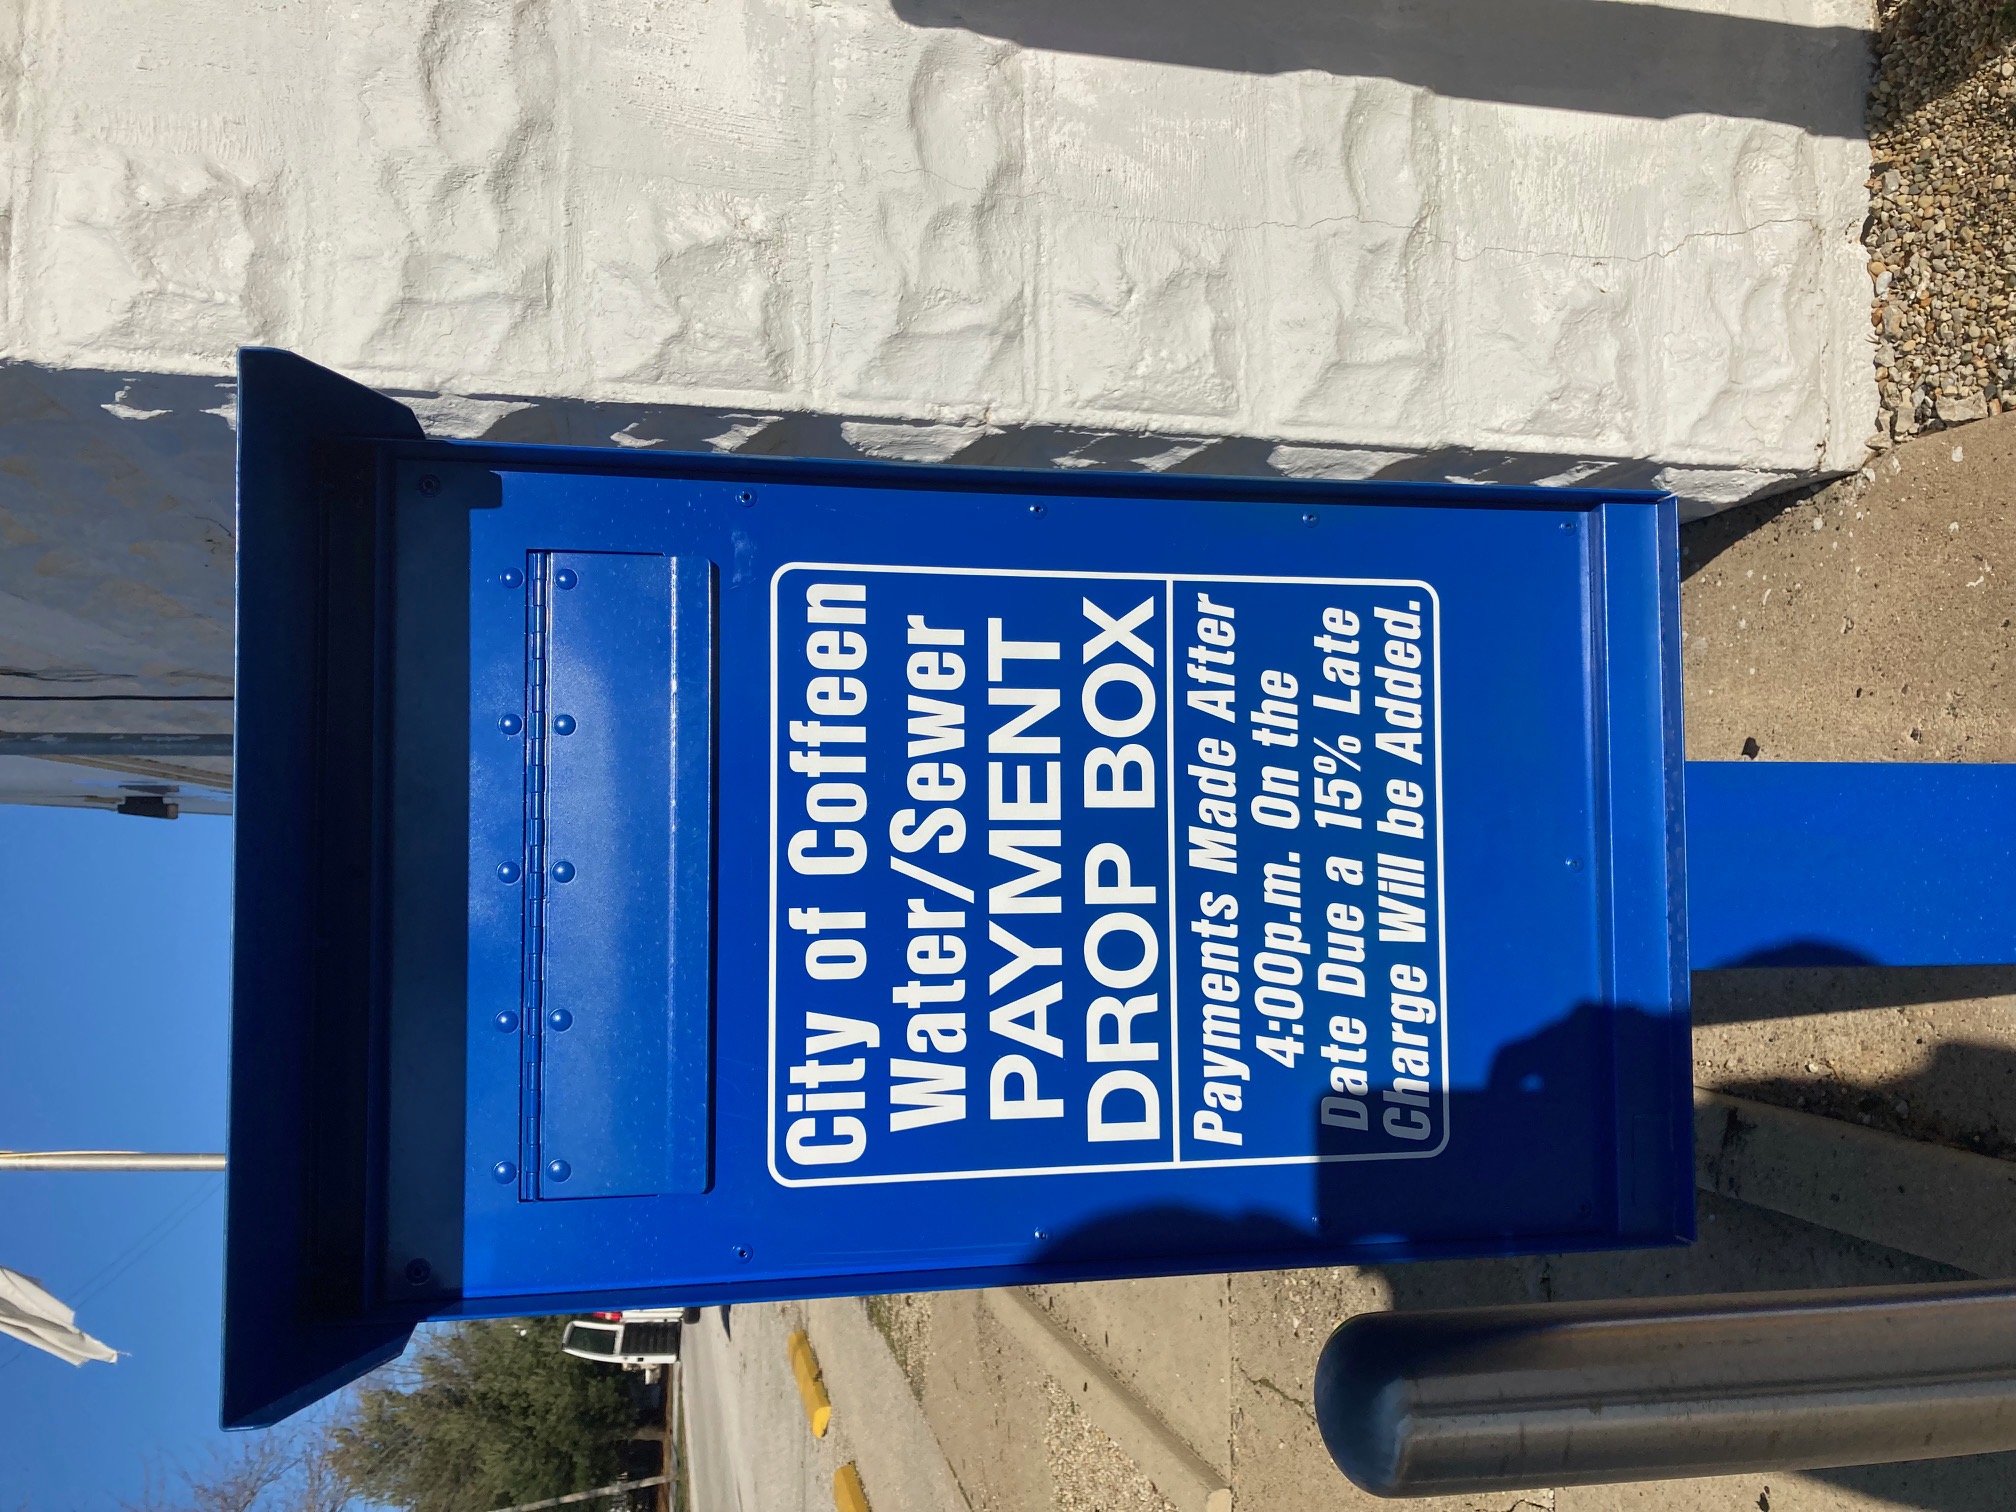 City of Coffeen
Water/Sewer
PAYMENT
DROP BOX
Payments Made After
4:00p.m. On the
Date Due a 15% Late
Charge Will be Added.